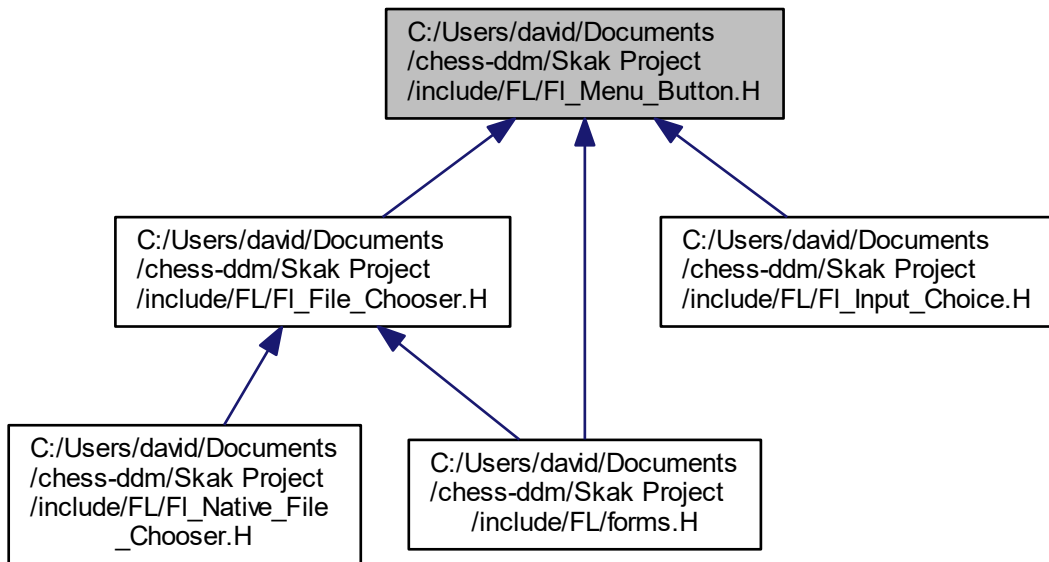 C:/Users/david/Documents
/chess-ddm/Skak Project
/include/FL/Fl_Menu_Button.H
C:/Users/david/Documents
/chess-ddm/Skak Project
/include/FL/Fl_File_Chooser.H
C:/Users/david/Documents
/chess-ddm/Skak Project
/include/FL/Fl_Input_Choice.H
C:/Users/david/Documents
/chess-ddm/Skak Project
/include/FL/Fl_Native_File
_Chooser.H
C:/Users/david/Documents
/chess-ddm/Skak Project
/include/FL/forms.H